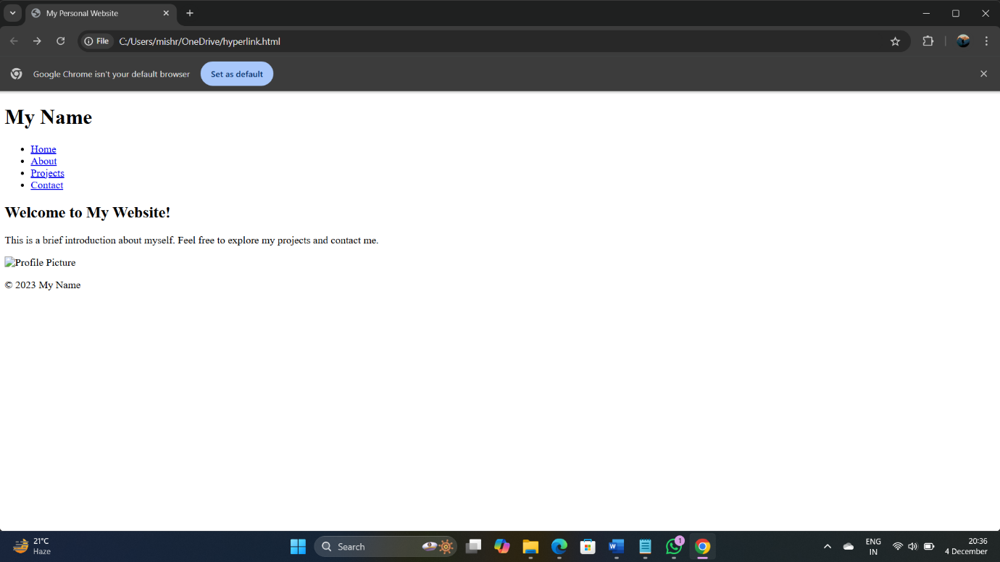 My Personal Website
File C:/Users/mishr/OneDrive/hyperlink.html
Google Chrome isn't your default browser Set as default
My Name
Home
About
Projects
Contact
Welcome to My Website!
This is a brief introduction about myself. Feel free to explore my projects and contact me.
Profile Picture
© 2023 My Name
21°C
Haze
Search
W
1
ENG
IN
20:36
4 December